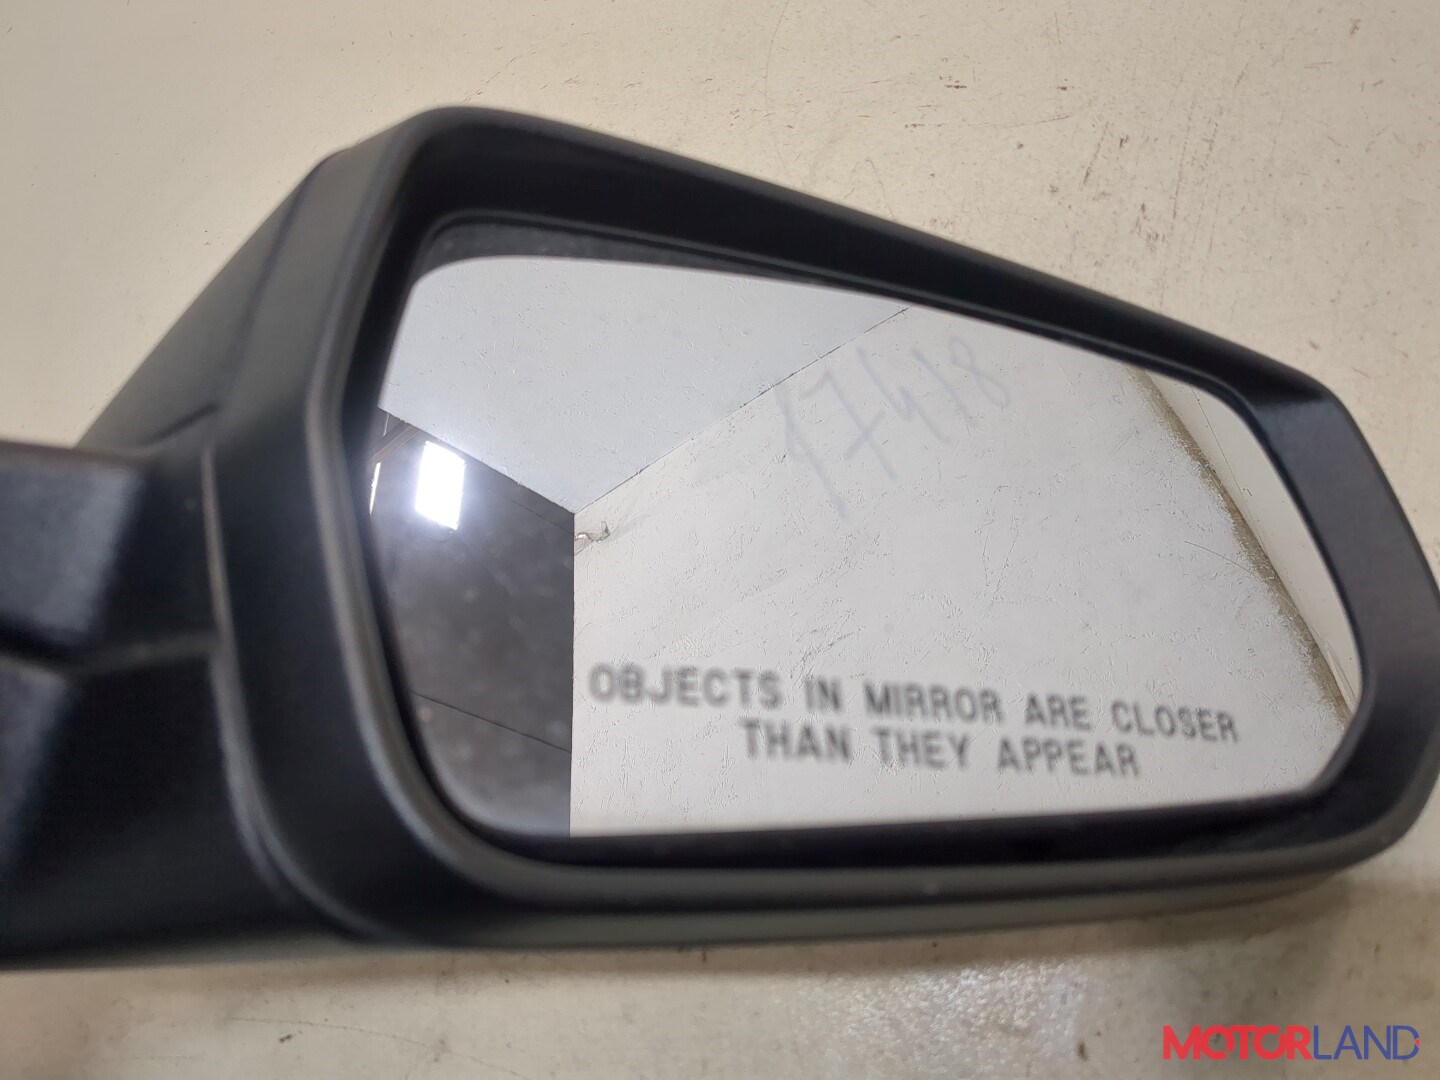 17418
OBJECTS IN MIRROR ARE CLOSER
THAN THEY APPEAR
MOTORLAND